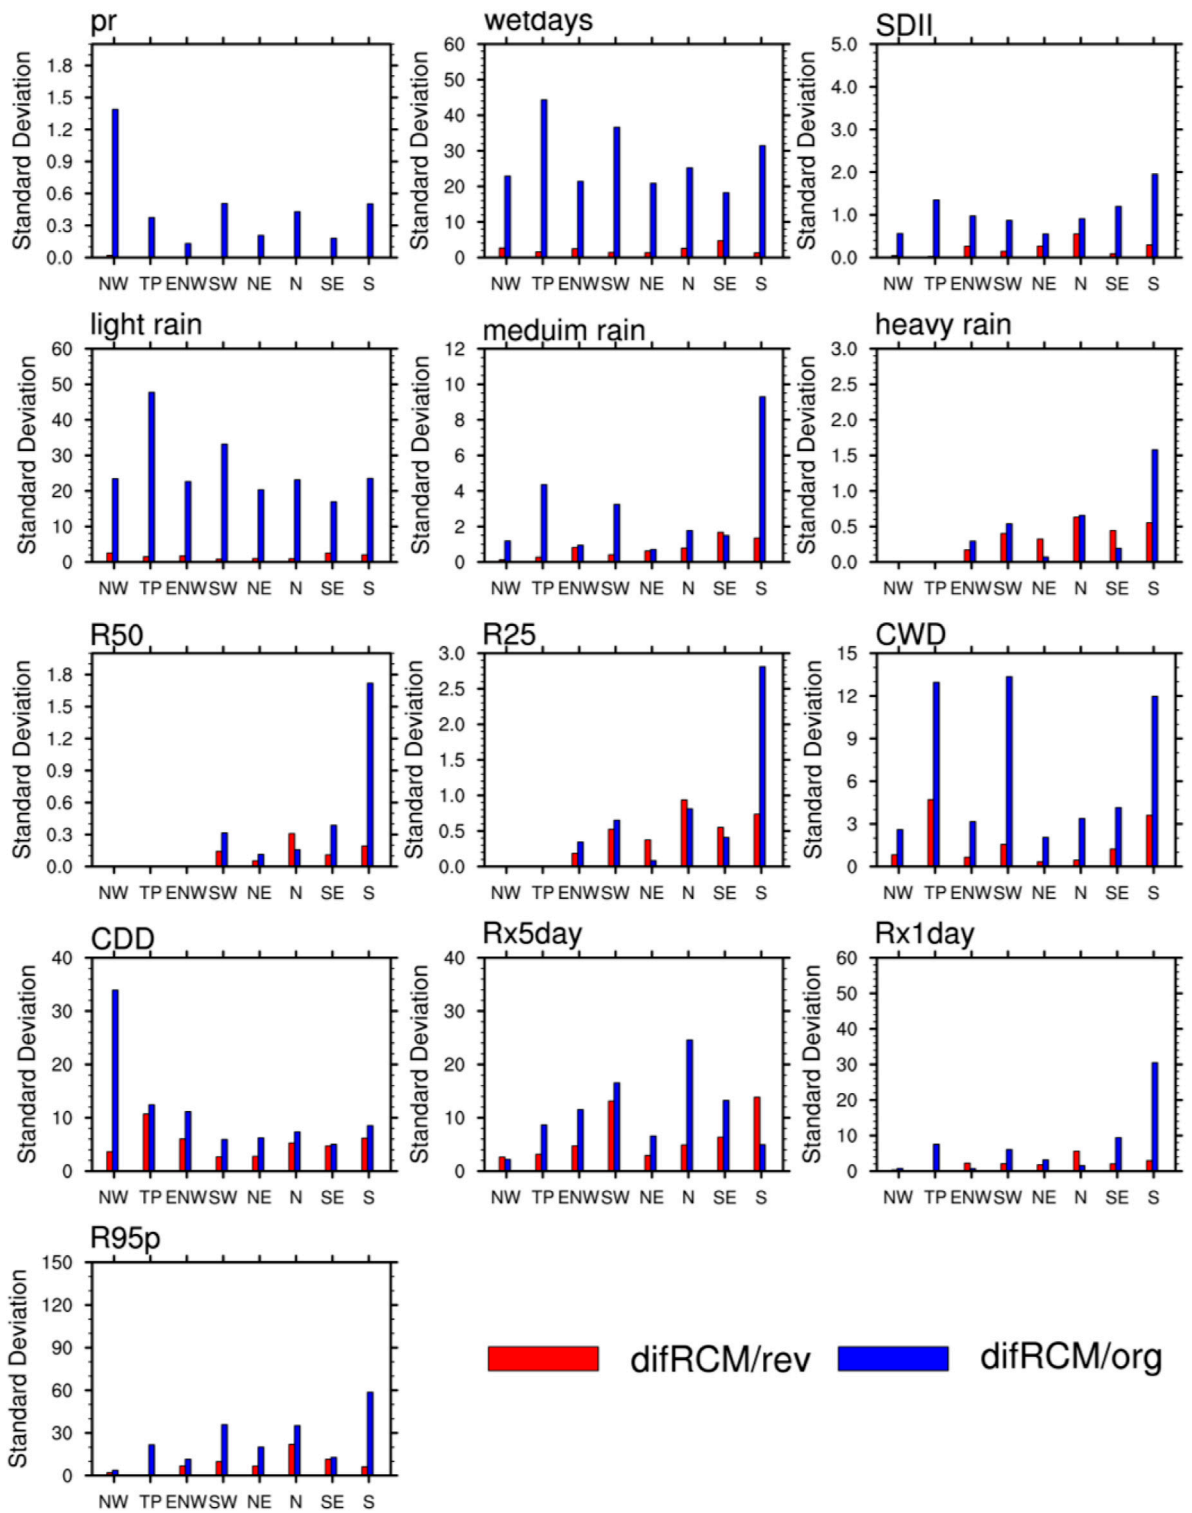 pr
wetdays
SDII
Standard Deviation
1.8
1.5
1.2
0.9
0.6
0.3
0.0
NW TP ENW SW NE N SE S
Standard Deviation
60
50
40
30
20
10
0
NW TP ENW SW NE N SE S
Standard Deviation
5.0
4.0
3.0
2.0
1.0
0.0
NW TP ENW SW NE N SE S
light rain
meduim rain
heavy rain
Standard Deviation
60
50
40
30
20
10
0
NW TP ENW SW NE N SE S
Standard Deviation
12
10
8
6
4
2
0
NW TP ENW SW NE N SE S
Standard Deviation
3.0
2.5
2.0
1.5
1.0
0.5
0.0
NW TP ENW SW NE N SE S
R50
R25
CWD
Standard Deviation
1.8
1.5
1.2
0.9
0.6
0.3
0.0
NW TP ENW SW NE N SE S
Standard Deviation
3.0
2.5
2.0
1.5
1.0
0.5
0.0
NW TP ENW SW NE N SE S
Standard Deviation
15
12
9
6
3
0
NW TP ENW SW NE N SE S
CDD
Rx5day
Rx1day
Standard Deviation
40
30
20
10
0
NW TP ENW SW NE N SE S
Standard Deviation
40
30
20
10
0
NW TP ENW SW NE N SE S
Standard Deviation
60
50
40
30
20
10
0
NW TP ENW SW NE N SE S
R95p
Standard Deviation
150
120
90
60
30
0
NW TP ENW SW NE N SE S
difRCM/rev
difRCM/org